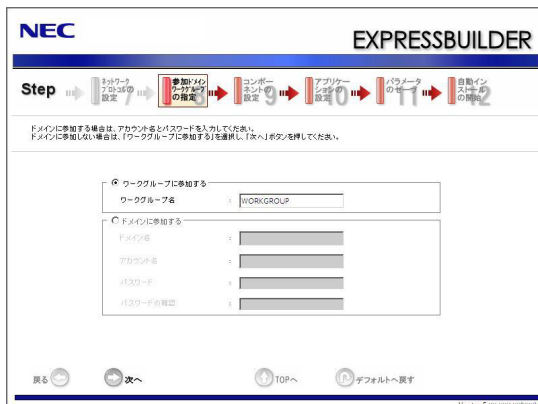 NEC
EXPRESSBUILDER
Step
ネットワーク
プロトコルの
設定 7
参加ドメイン
ワークグループ
の指定 8
コンポー
ネントの
設定 9
アプリケー
ションの
設定 10
パラメータ
のセーブ 11
自動イン
ストール
の開始 12
ドメインに参加する場合は、アカウント名とパスワードを入力してください。
ドメインに参加しない場合は、「ワークグループに参加する」を選択し、「次へ」ボタンを押してください。
ワークグループに参加する
ワークグループ名 : WORKGROUP
ドメインに参加する
ドメイン名 :
アカウント名 :
パスワード :
パスワードの確認 :
戻る
次へ
TOPへ
デフォルトへ戻す